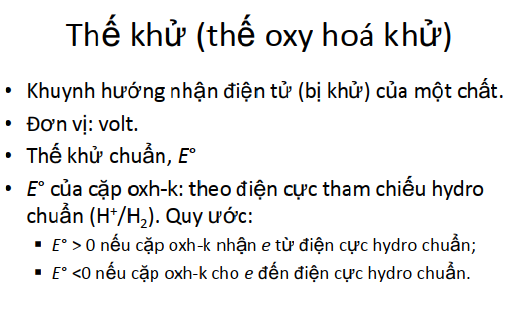 Thế khử (thế oxy hoá khử)
• Khuynh hướng nhận điện tử (bị khử) của một chất.
• Đơn vị: volt.
• Thế khử chuẩn, E°
• E° của cặp oxh-k: theo điện cực tham chiếu hydro
chuẩn (H⁺/H₂). Quy ước:
▪ E° > 0 nếu cặp oxh-k nhận e từ điện cực hydro chuẩn;
▪ E° <0 nếu cặp oxh-k cho e đến điện cực hydro chuẩn.